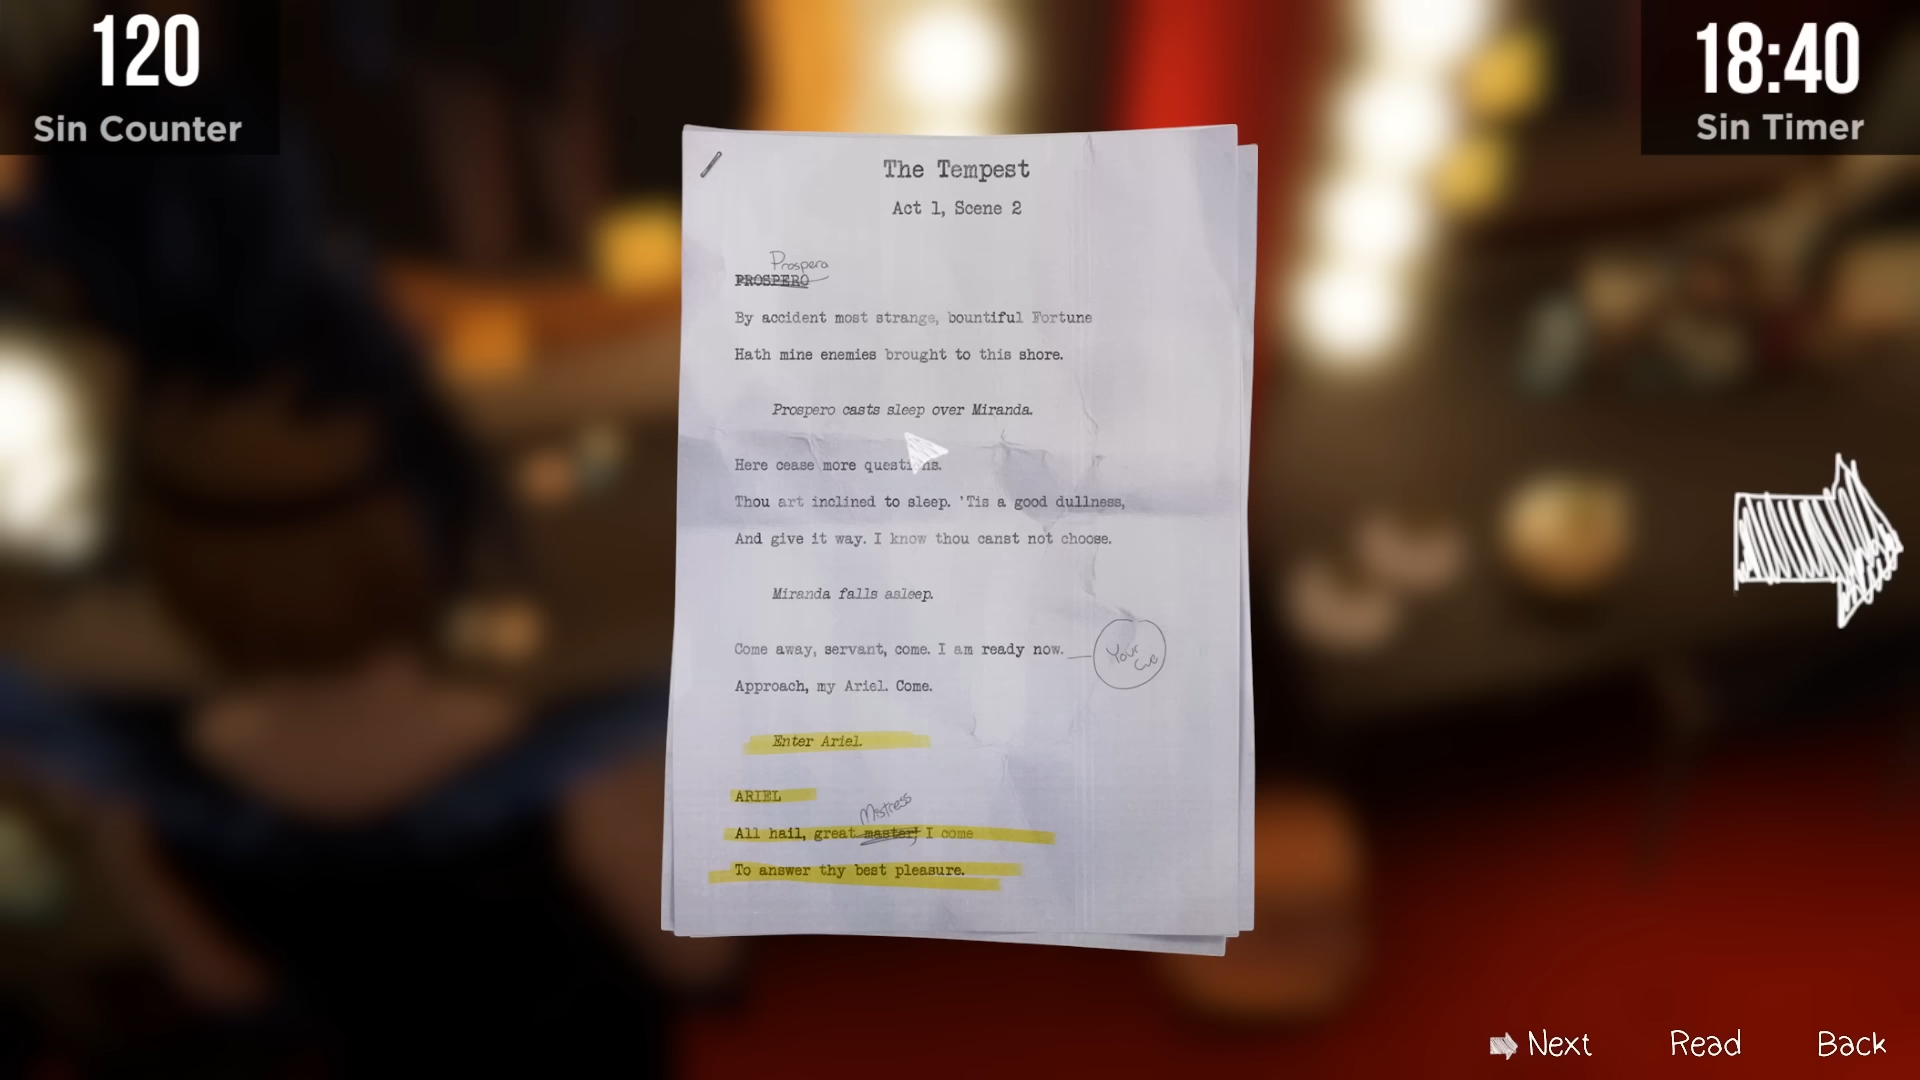 120
Sin Counter
18:40
Sin Timer
The Tempest
Act 1, Scene 2
Prospera
PROSPERO
By accident most strange, bountiful Fortune
Hath mine enemies brought to this shore.
Prospero casts sleep over Miranda.
Here cease more questions.
Thou art inclined to sleep. 'Tis a good dullness,
And give it way. I know thou canst not choose.
Miranda falls asleep.
Come away, servant, come. I am ready now.
Your
Cue
Approach, my Ariel. Come.
Enter Ariel.
ARIEL
Mistress
All hail, great master; I come
To answer thy best pleasure.
Next Read Back